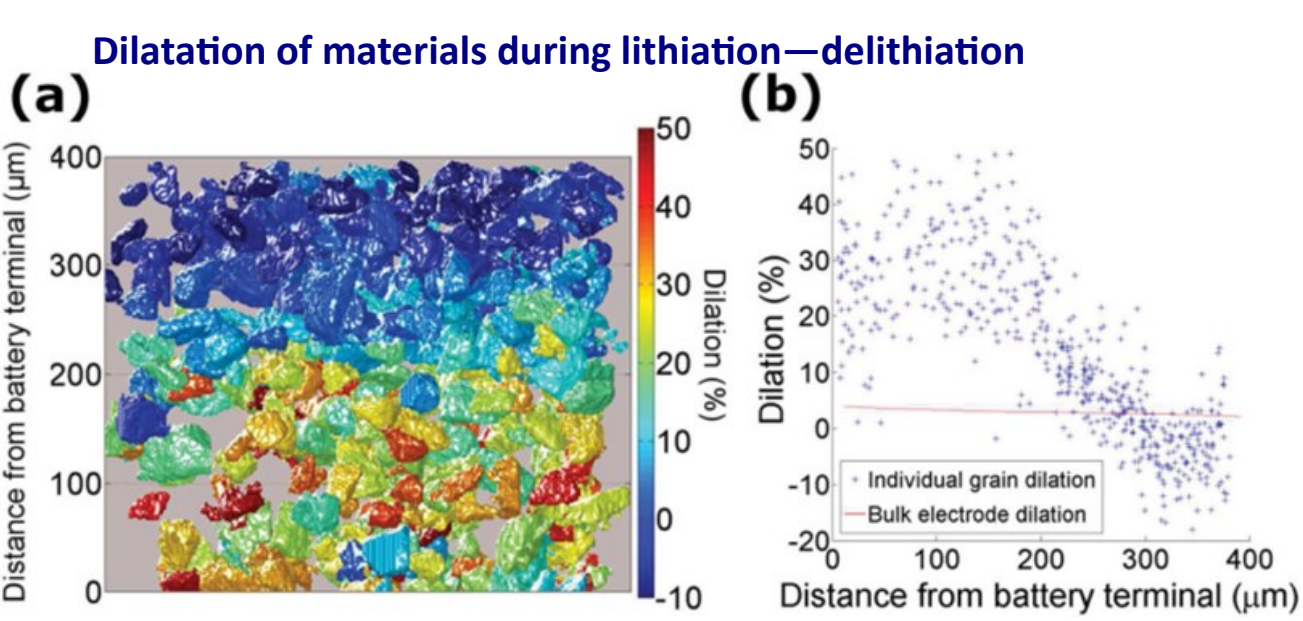 Dilatation of materials during lithiation—delithiation
(a)
Distance from battery terminal (μm)
400
300
200
100
0
50
40
30
20
10
0
-10
Dilation (%)
(b)
Dilation (%)
50
40
30
20
10
0
-10
-20
Individual grain dilation
Bulk electrode dilation
0 100 200 300 400
Distance from battery terminal (μm)